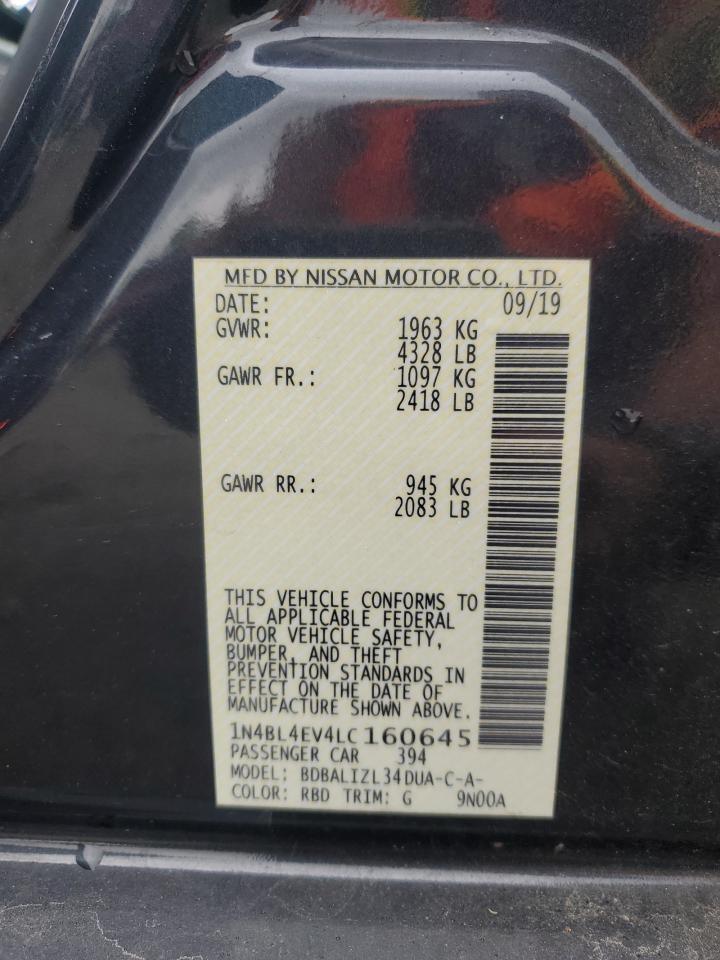 MFD BY NISSAN MOTOR CO., LTD.
DATE: 09/19
GVWR: 1963 KG
4328 LB
GAWR FR.: 1097 KG
2418 LB
GAWR RR.: 945 KG
2083 LB
THIS VEHICLE CONFORMS TO
ALL APPLICABLE FEDERAL
MOTOR VEHICLE SAFETY,
BUMPER, AND THEFT
PREVENTION STANDARDS IN
EFFECT ON THE DATE OF
MANUFACTURE SHOWN ABOVE.
1N4BL4EV4LC160645
PASSENGER CAR 394
MODEL: BDBALIZL34DUA-C-A-
COLOR: RBD TRIM: G 9N00A